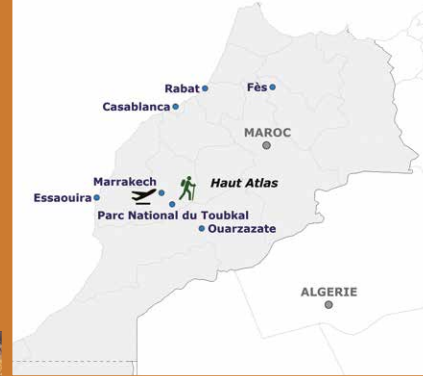 Rabat
Fès
Casablanca
MAROC
Marrakech
Haut Atlas
Essaouira
Parc National du Toubkal
Ouarzazate
ALGERIE